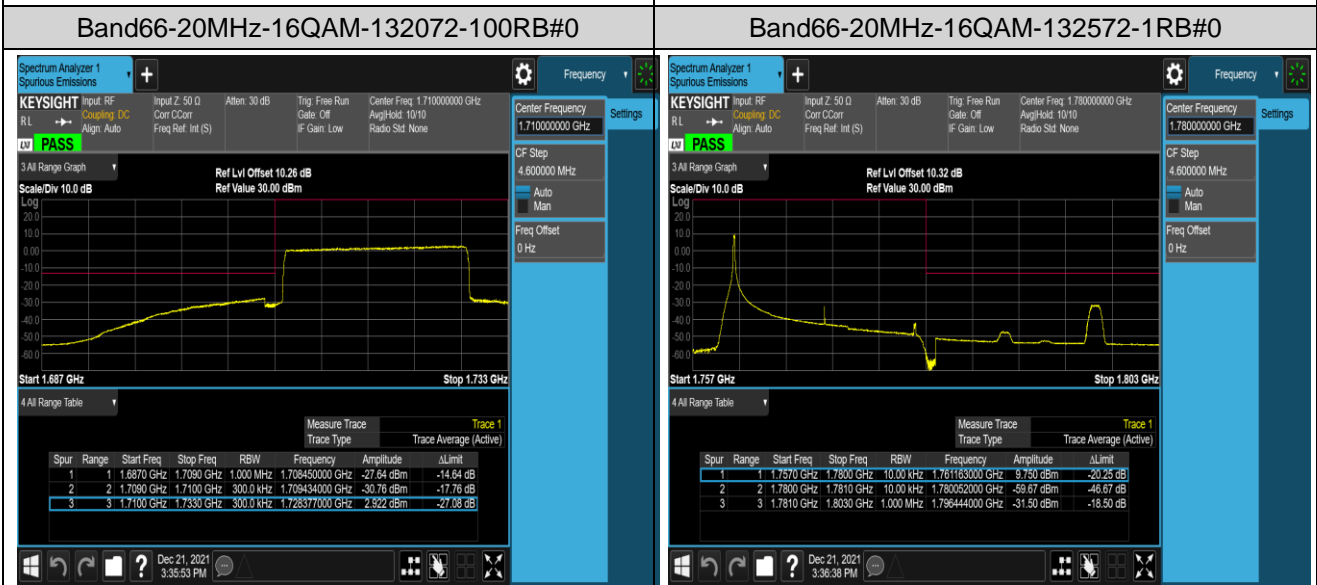 Band66-20MHz-16QAM-132072-100RB#0
Spectrum Analyzer 1
Spurious Emissions
+
Frequency
KEYSIGHT
Input: RF
Input Z: 50 Ω
Atten: 30 dB
Trig: Free Run
Center Freq: 1.710000000 GHz
R L
Coupling: DC
Corr CCorr
Gate: Off
Avg|Hold: 10/10
Align: Auto
Freq Ref: Int (S)
IF Gain: Low
Radio Std: None
LXI PASS
Center Frequency
1.710000000 GHz
Settings
CF Step
4.600000 MHz
Auto
Man
Freq Offset
0 Hz
3 All Range Graph
Ref Lvl Offset 10.26 dB
Scale/Div 10.0 dB
Ref Value 30.00 dBm
Log
20.0
10.0
0.00
-10.0
-20.0
-30.0
-40.0
-50.0
-60.0
Start 1.687 GHz
Stop 1.733 GHz
4 All Range Table
Measure Trace Trace 1
Trace Type Trace Average (Active)
Spur Range Start Freq Stop Freq RBW Frequency Amplitude ΔLimit
1 1 1.6870 GHz 1.7090 GHz 1.000 MHz 1.708450000 GHz -27.64 dBm -14.64 dB
2 2 1.7090 GHz 1.7100 GHz 300.0 kHz 1.709434000 GHz -30.76 dBm -17.76 dB
3 3 1.7100 GHz 1.7330 GHz 300.0 kHz 1.728377000 GHz 2.922 dBm -27.08 dB
? Dec 21, 2021
3:35:53 PM
Band66-20MHz-16QAM-132572-1RB#0
Spectrum Analyzer 1
Spurious Emissions
+
Frequency
KEYSIGHT
Input: RF
Input Z: 50 Ω
Atten: 30 dB
Trig: Free Run
Center Freq: 1.780000000 GHz
R L
Coupling: DC
Corr CCorr
Gate: Off
Avg|Hold: 10/10
Align: Auto
Freq Ref: Int (S)
IF Gain: Low
Radio Std: None
LXI PASS
Center Frequency
1.780000000 GHz
Settings
CF Step
4.600000 MHz
Auto
Man
Freq Offset
0 Hz
3 All Range Graph
Ref Lvl Offset 10.32 dB
Scale/Div 10.0 dB
Ref Value 30.00 dBm
Log
20.0
10.0
0.00
-10.0
-20.0
-30.0
-40.0
-50.0
-60.0
Start 1.757 GHz
Stop 1.803 GHz
4 All Range Table
Measure Trace Trace 1
Trace Type Trace Average (Active)
Spur Range Start Freq Stop Freq RBW Frequency Amplitude ΔLimit
1 1 1.7570 GHz 1.7800 GHz 10.00 kHz 1.761163000 GHz 9.750 dBm -20.25 dB
2 2 1.7800 GHz 1.7810 GHz 10.00 kHz 1.780052000 GHz -59.67 dBm -46.67 dB
3 3 1.7810 GHz 1.8030 GHz 1.000 MHz 1.796444000 GHz -31.50 dBm -18.50 dB
? Dec 21, 2021
3:36:38 PM